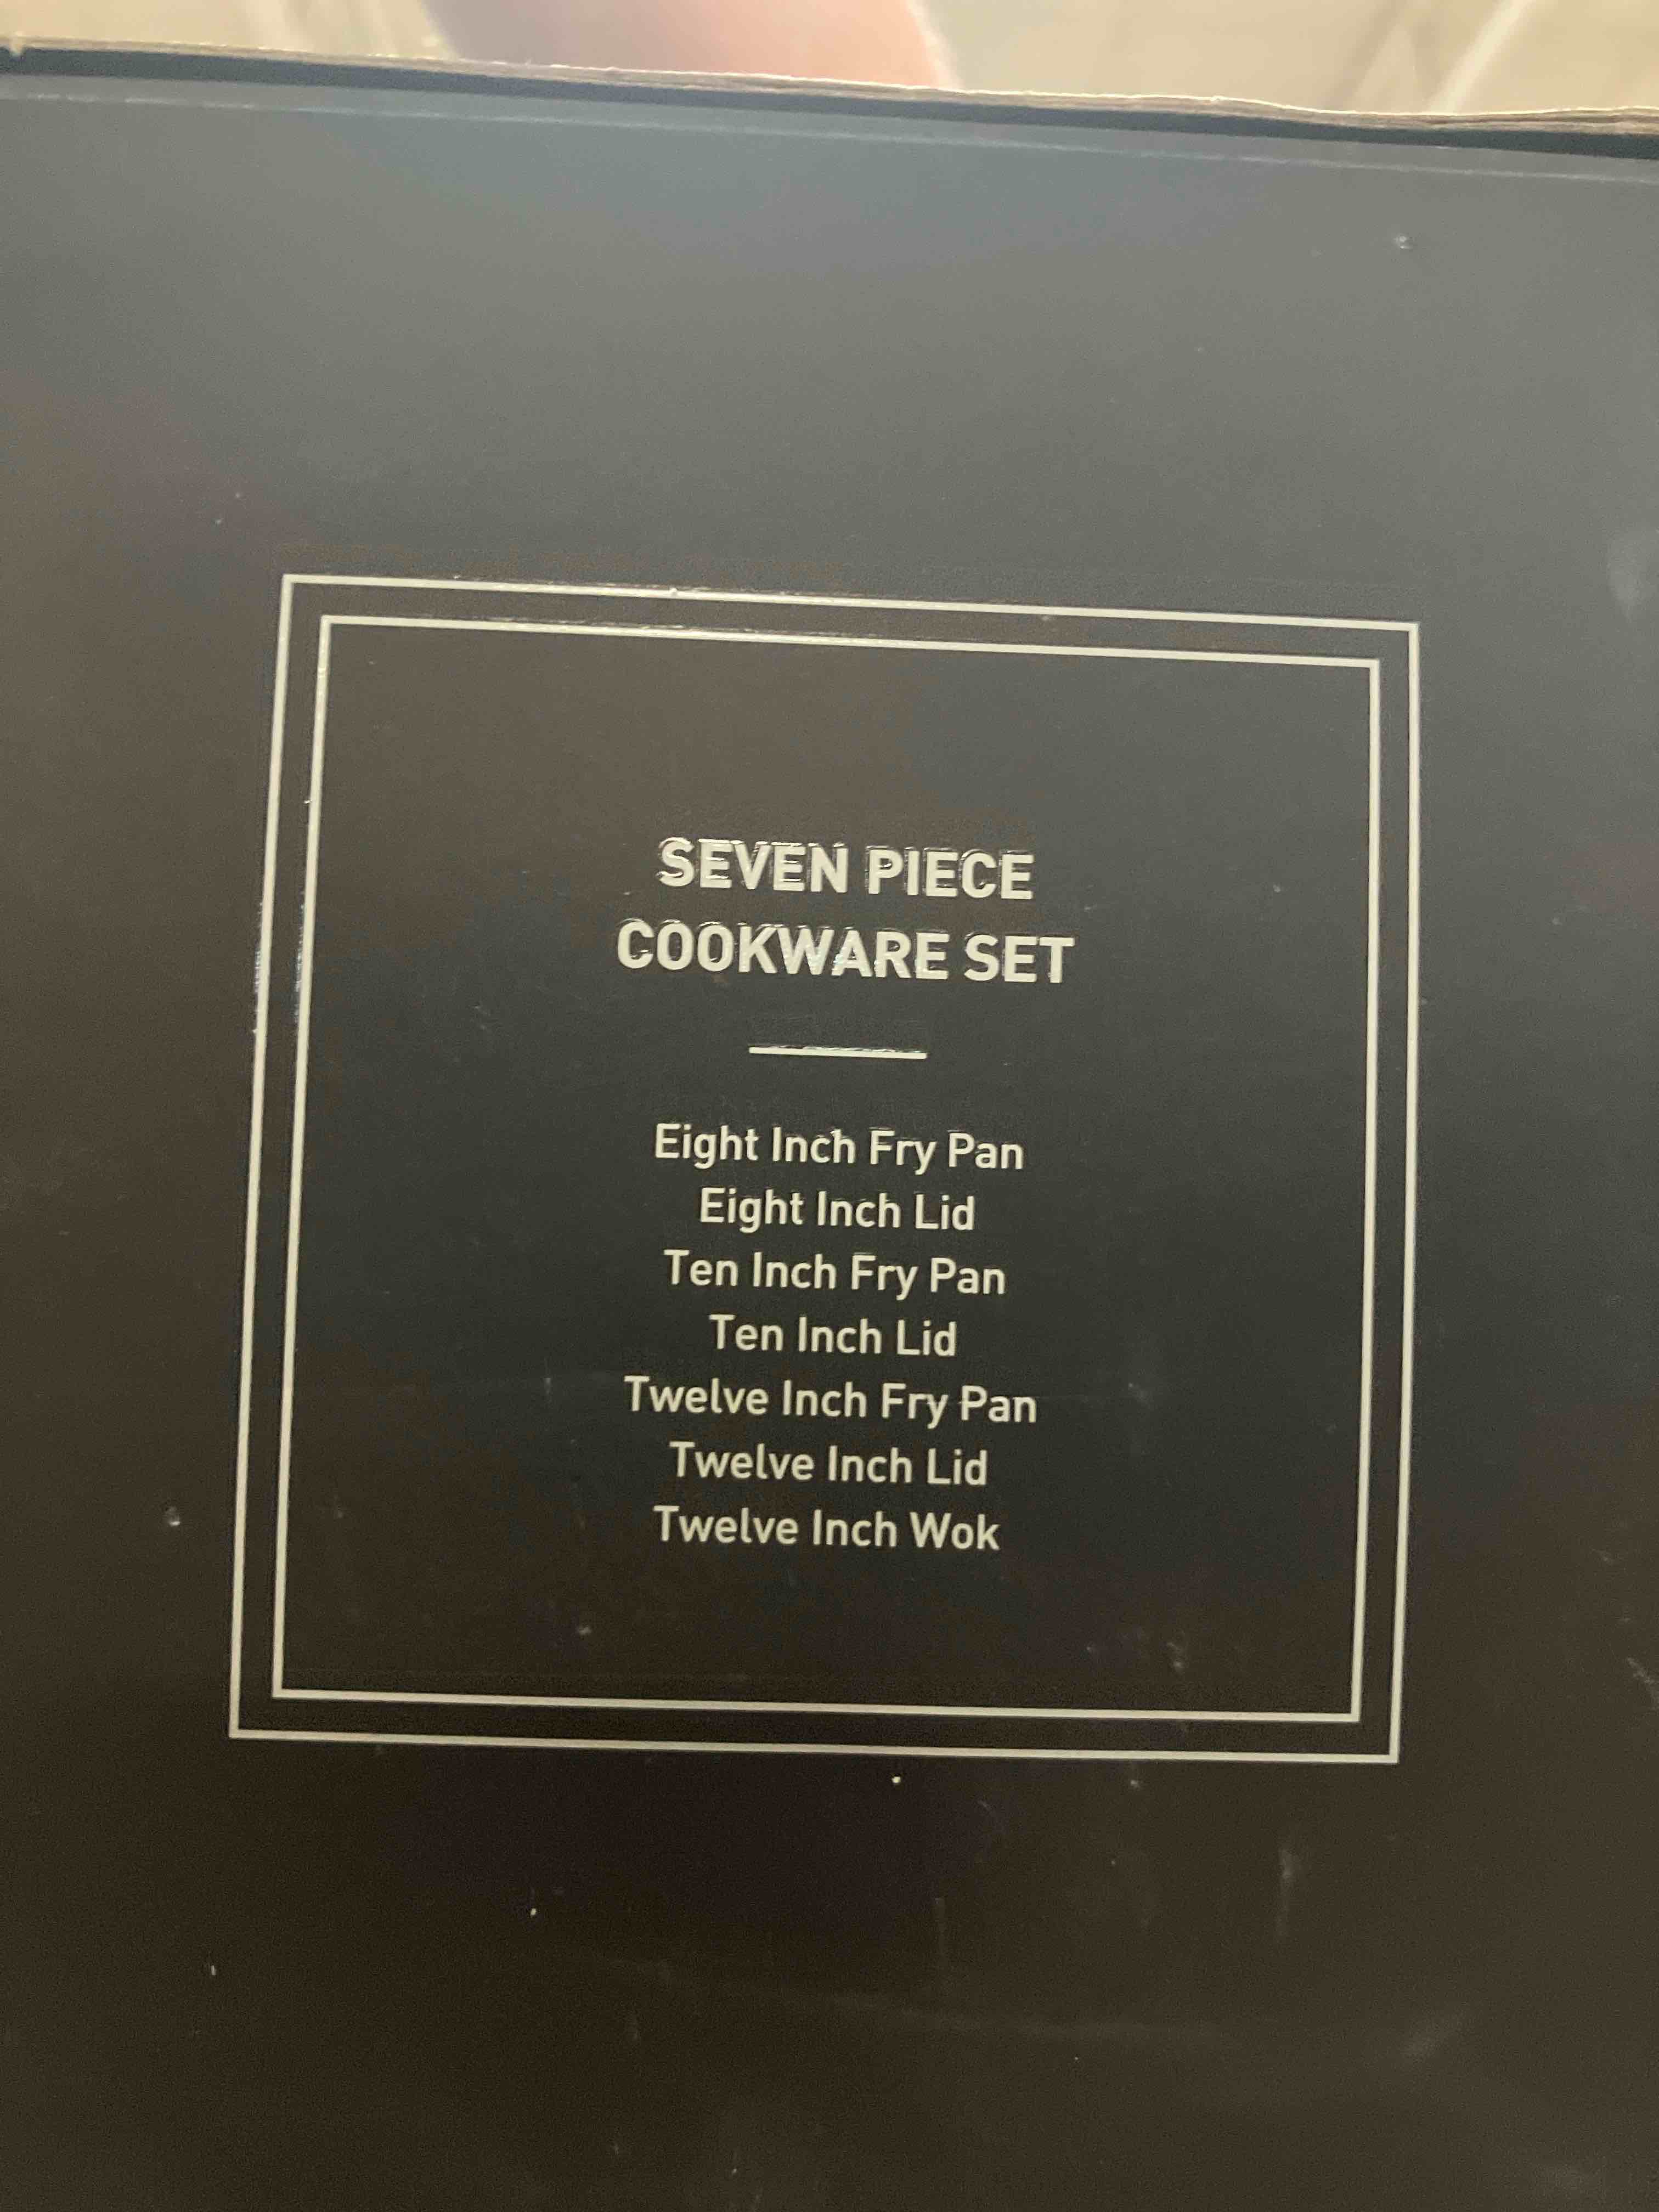 SEVEN PIECE
COOKWARE SET
Eight Inch Fry Pan
Eight Inch Lid
Ten Inch Fry Pan
Ten Inch Lid
Twelve Inch Fry Pan
Twelve Inch Lid
Twelve Inch Wok